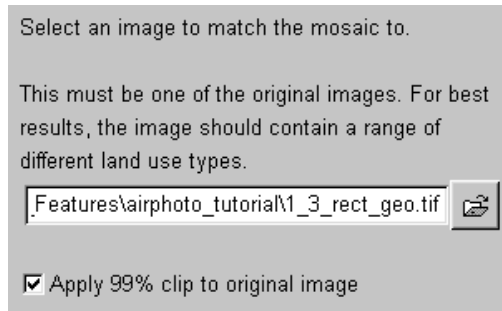 Select an image to match the mosaic to.
This must be one of the original images. For best
results, the image should contain a range of
different land use types.
_Features\airphoto_tutorial\1_3_rect_geo.tif
Apply 99% clip to original image